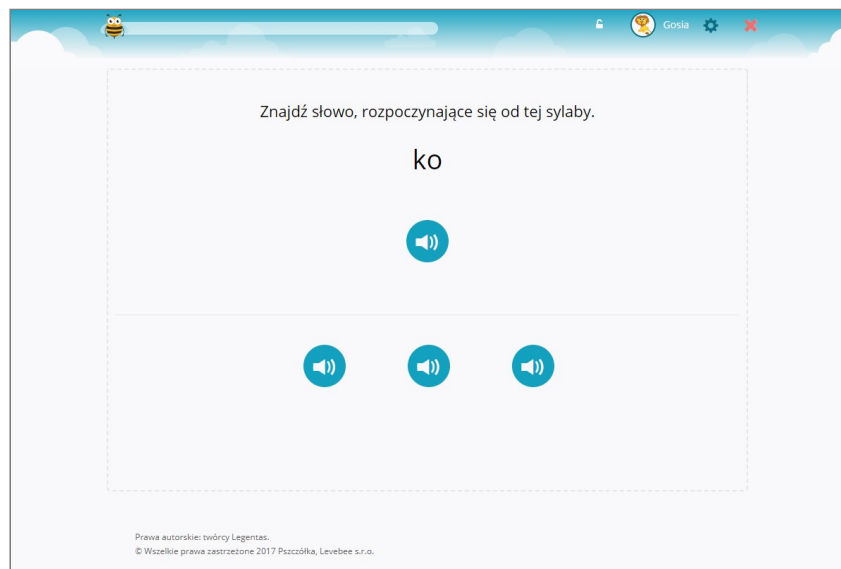 Gosia
Znajdź słowo, rozpoczynające się od tej sylaby.
ko
Prawa autorskie: twórcy Legentas.
© Wszelkie prawa zastrzeżone 2017 Pszczółka, Levebee s.r.o.